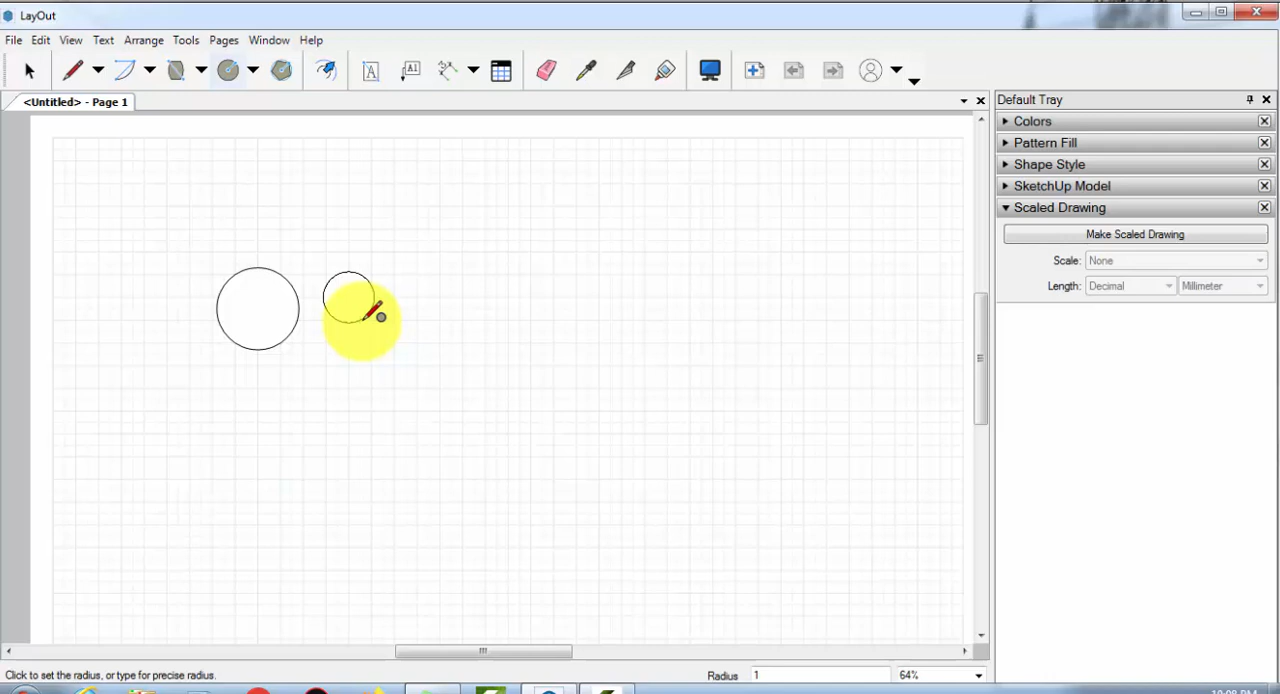 LayOut
File Edit View Text Arrange Tools Pages Window Help
A AI
<Untitled> - Page 1
Default Tray
Colors
Pattern Fill
Shape Style
SketchUp Model
Scaled Drawing
Make Scaled Drawing
Scale: None
Length: Decimal Millimeter
Click to set the radius, or type for precise radius. Radius 1 64%